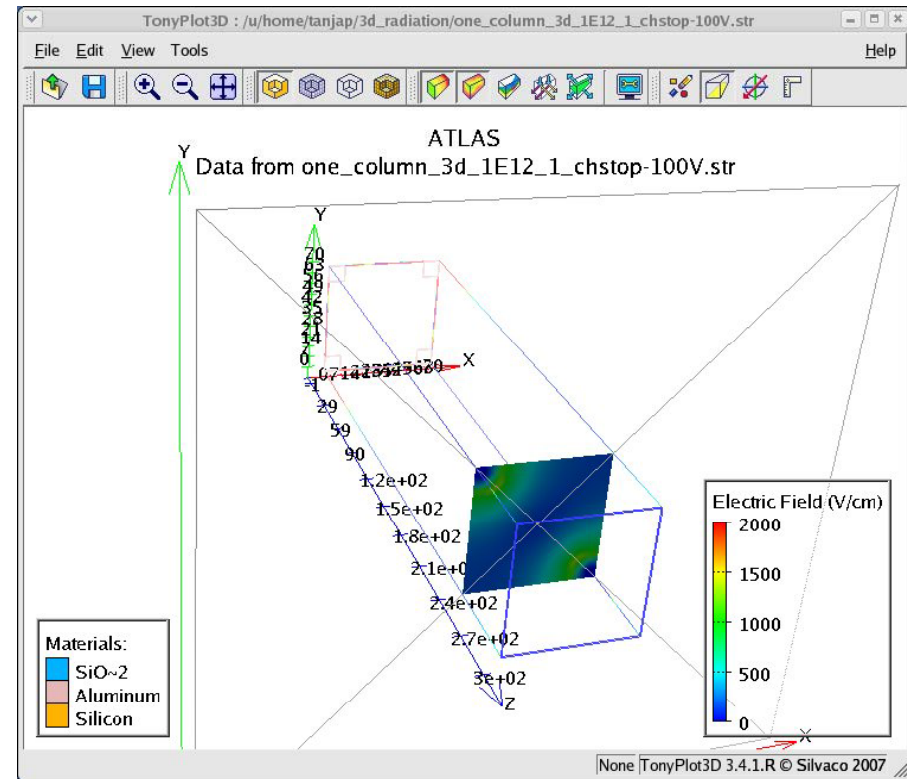 TonyPlot3D : /u/home/tanjap/3d_radiation/one_column_3d_1E12_1_chstop-100V.str
File Edit View Tools Help
ATLAS
Data from one_column_3d_1E12_1_chstop-100V.str
Y
Y
70
63
56
49
42
35
28
21
14
7
0
X
-1
29
59
90
1.2e+02
1.5e+02
1.8e+02
2.1e+0
2.4e+02
2.7e+02
3e+02
Z
Electric Field (V/cm)
2000
1500
1000
500
0
X
Materials:
SiO~2
Aluminum
Silicon
None TonyPlot3D 3.4.1.R © Silvaco 2007